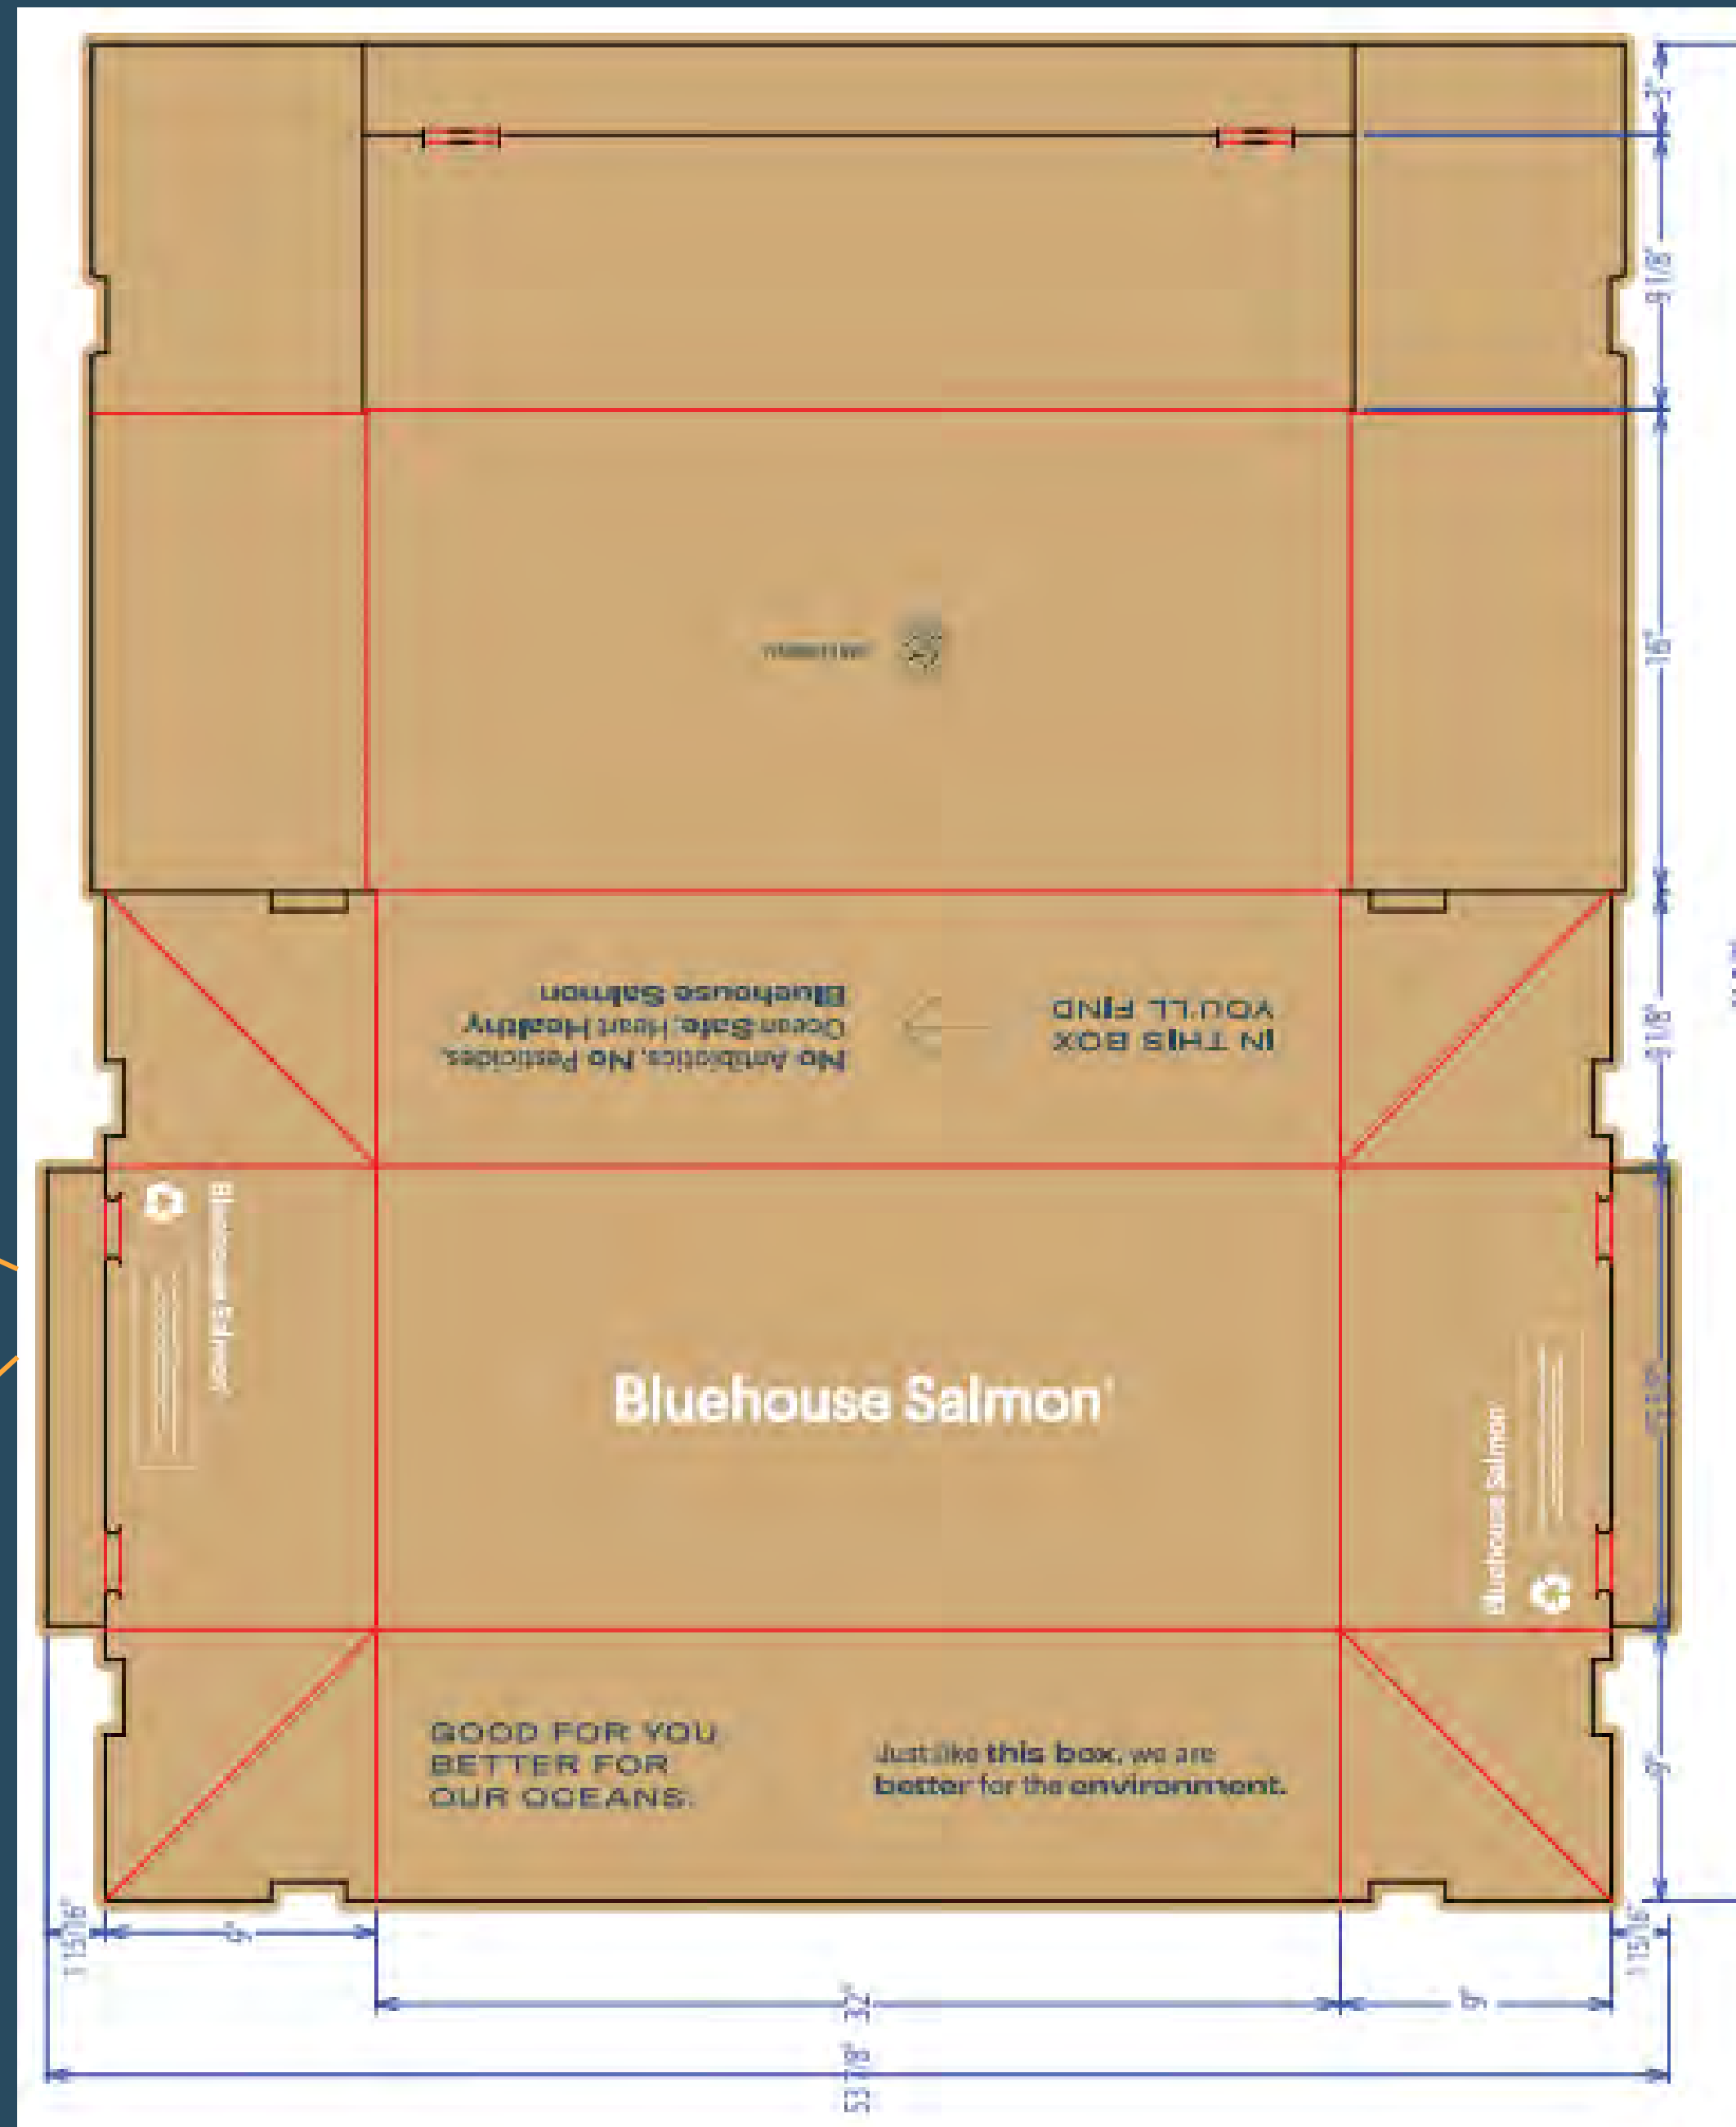 3"
9 1/8"
16"
Bluehouse Salmon
Ocean Safe, Heart Healthy
No Antibiotics, No Pesticides,
YOU'LL FIND
IN THIS BOX
9 1/8"
Bluehouse Salmon
Bluehouse Salmon
Bluehouse Salmon
GOOD FOR YOU
BETTER FOR
OUR OCEANS.
Just like this box, we are
better for the environment.
9"
1 15/16"
9"
32"
9"
1 15/16"
53 7/8"